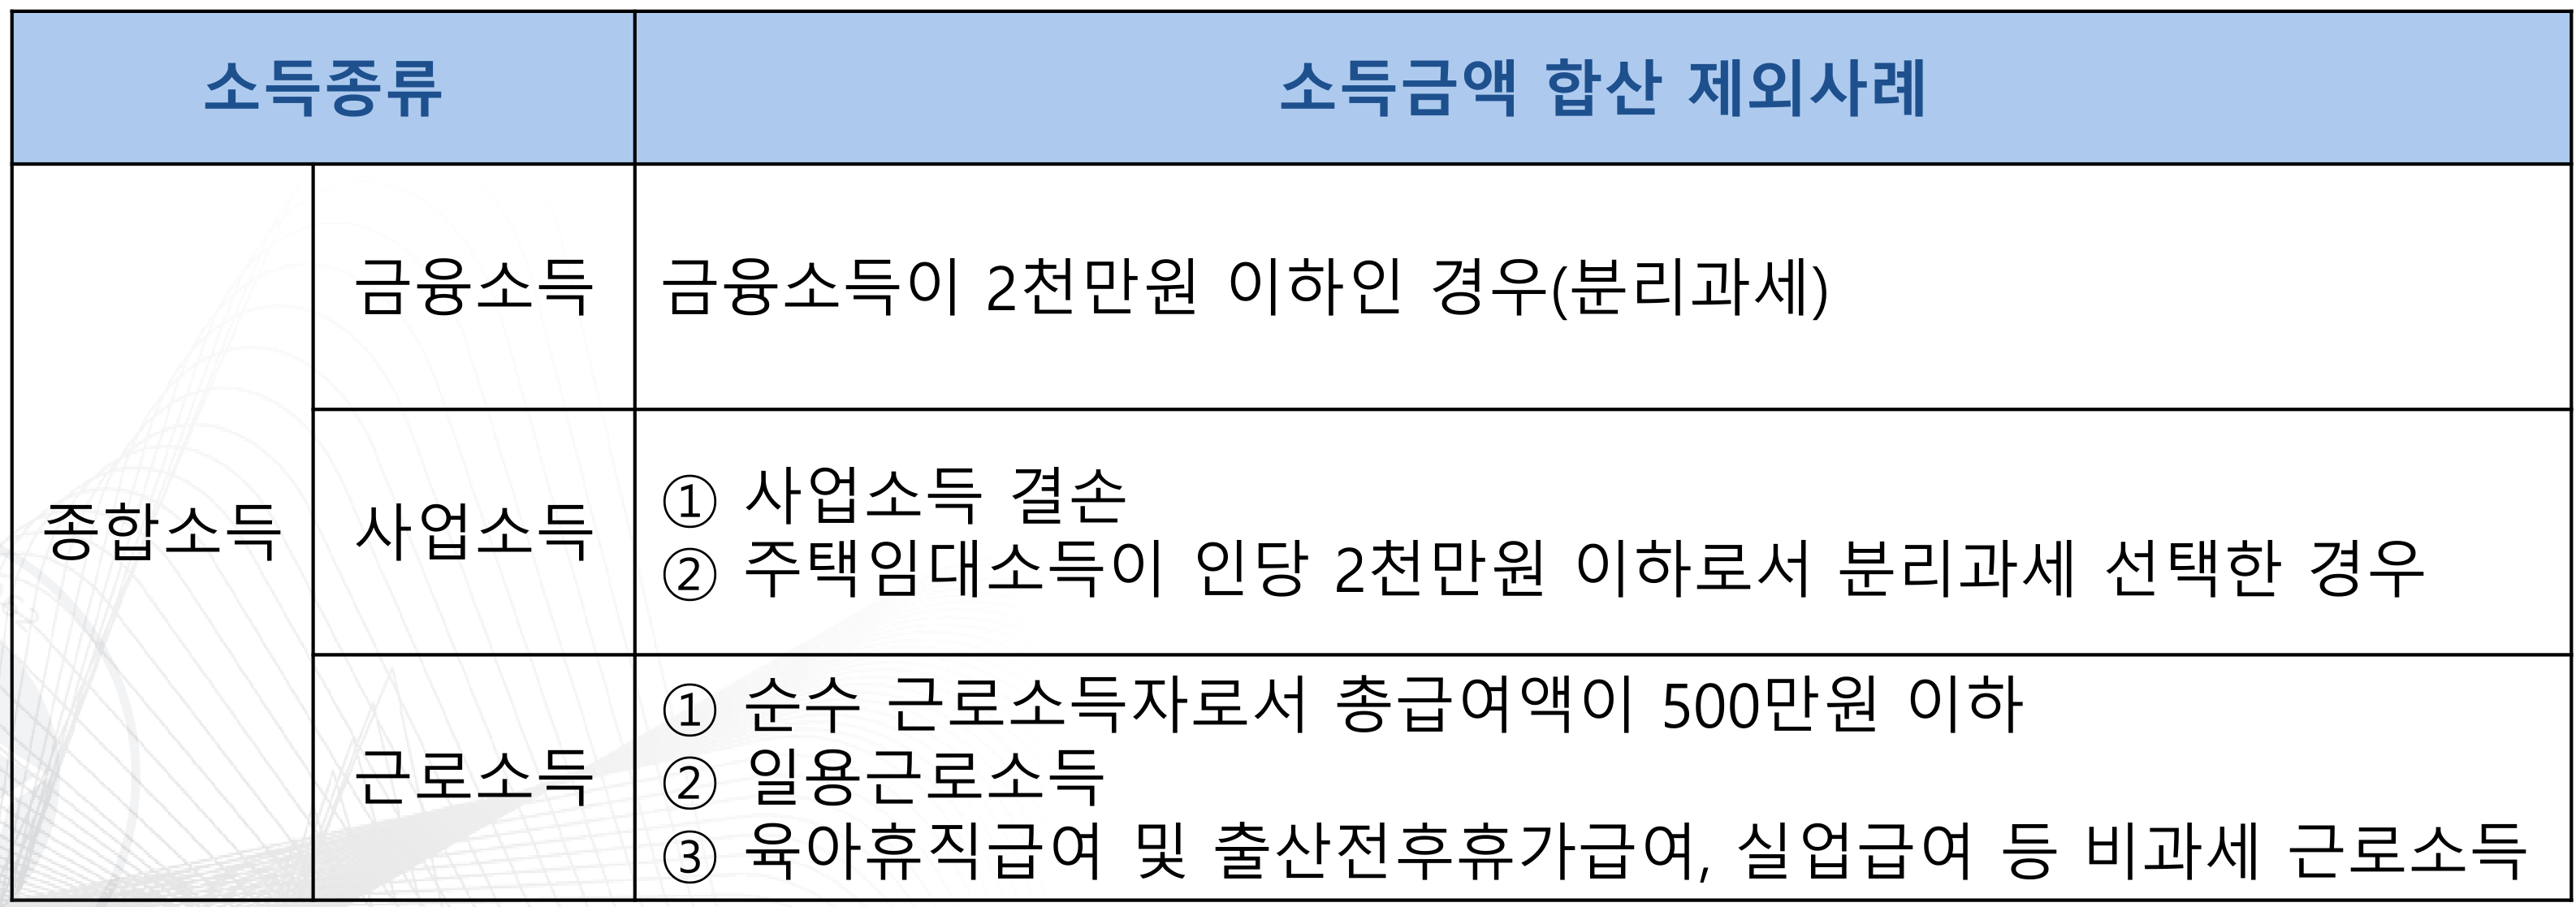 소득종류
소득금액 합산 제외사례
종합소득
금융소득
금융소득이 2천만원 이하인 경우(분리과세)
사업소득
① 사업소득 결손
② 주택임대소득이 인당 2천만원 이하로서 분리과세 선택한 경우
근로소득
① 순수 근로소득자로서 총급여액이 500만원 이하
② 일용근로소득
③ 육아휴직급여 및 출산전후휴가급여, 실업급여 등 비과세 근로소득